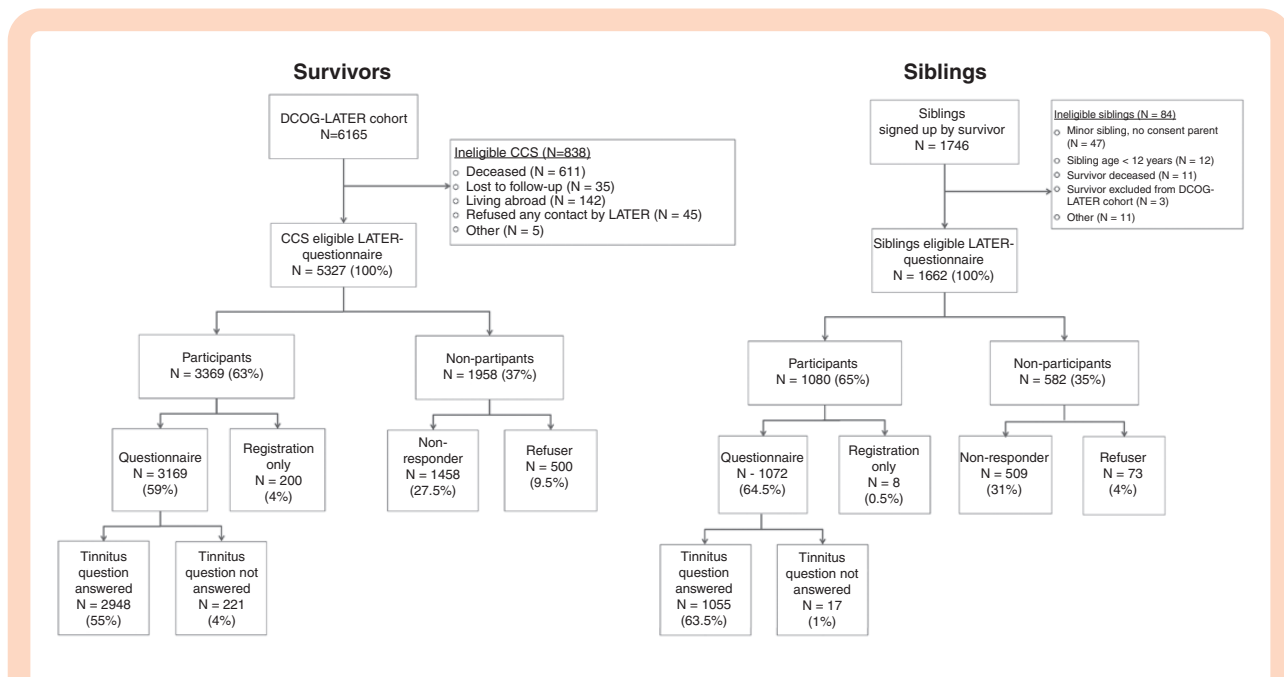 Survivors
DCOG-LATER cohort
N=6165
Ineligible CCS (N=838)
Deceased (N = 611)
Lost to follow-up (N = 35)
Living abroad (N = 142)
Refused any contact by LATER (N = 45)
Other (N = 5)
CCS eligible LATER-
questionnaire
N = 5327 (100%)
Participants
N = 3369 (63%)
Non-partipants
N = 1958 (37%)
Questionnaire
N = 3169
(59%)
Registration
only
N = 200
(4%)
Non-
responder
N = 1458
(27.5%)
Refuser
N = 500
(9.5%)
Tinnitus
question
answered
N = 2948
(55%)
Tinnitus
question not
answered
N = 221
(4%)
Siblings
Siblings
signed up by survivor
N = 1746
Ineligible siblings (N = 84)
Minor sibling, no consent parent
(N = 47)
Sibling age < 12 years (N = 12)
Survivor deceased (N = 11)
Survivor excluded from DCOG-
LATER cohort (N = 3)
Other (N = 11)
Siblings eligible LATER-
questionnaire
N = 1662 (100%)
Participants
N = 1080 (65%)
Non-participants
N = 582 (35%)
Questionnaire
N - 1072
(64.5%)
Registration
only
N = 8
(0.5%)
Non-responder
N = 509
(31%)
Refuser
N = 73
(4%)
Tinnitus
question
answered
N = 1055
(63.5%)
Tinnitus
question not
answered
N = 17
(1%)